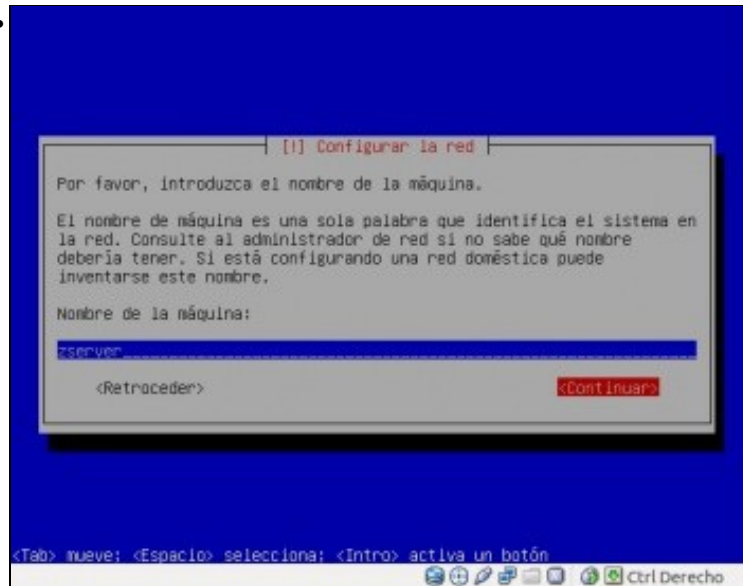 [!] Configurar la red
Por favor, introduzca el nombre de la máquina.
El nombre de máquina es una sola palabra que identifica el sistema en
la red. Consulte al administrador de red si no sabe qué nombre
debería tener. Si está configurando una red doméstica puede
inventarse este nombre.
Nombre de la máquina:
zserver
<Retroceder> <Continuar>
<Tab> mueve; <Espacio> selecciona; <Intro> activa un botón
Ctrl Derecho